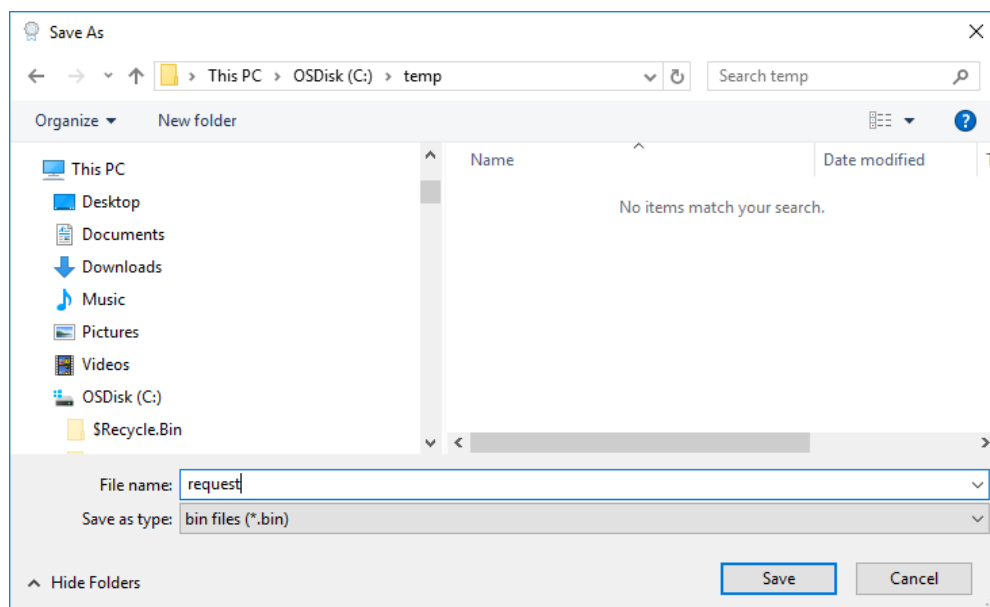 Save As
This PC > OSDisk (C:) > temp
Search temp
Organize
New folder
This PC
Desktop
Documents
Downloads
Music
Pictures
Videos
OSDisk (C:)
$Recycle.Bin
Name
Date modified
No items match your search.
File name: request
Save as type: bin files (*.bin)
Hide Folders
Save
Cancel